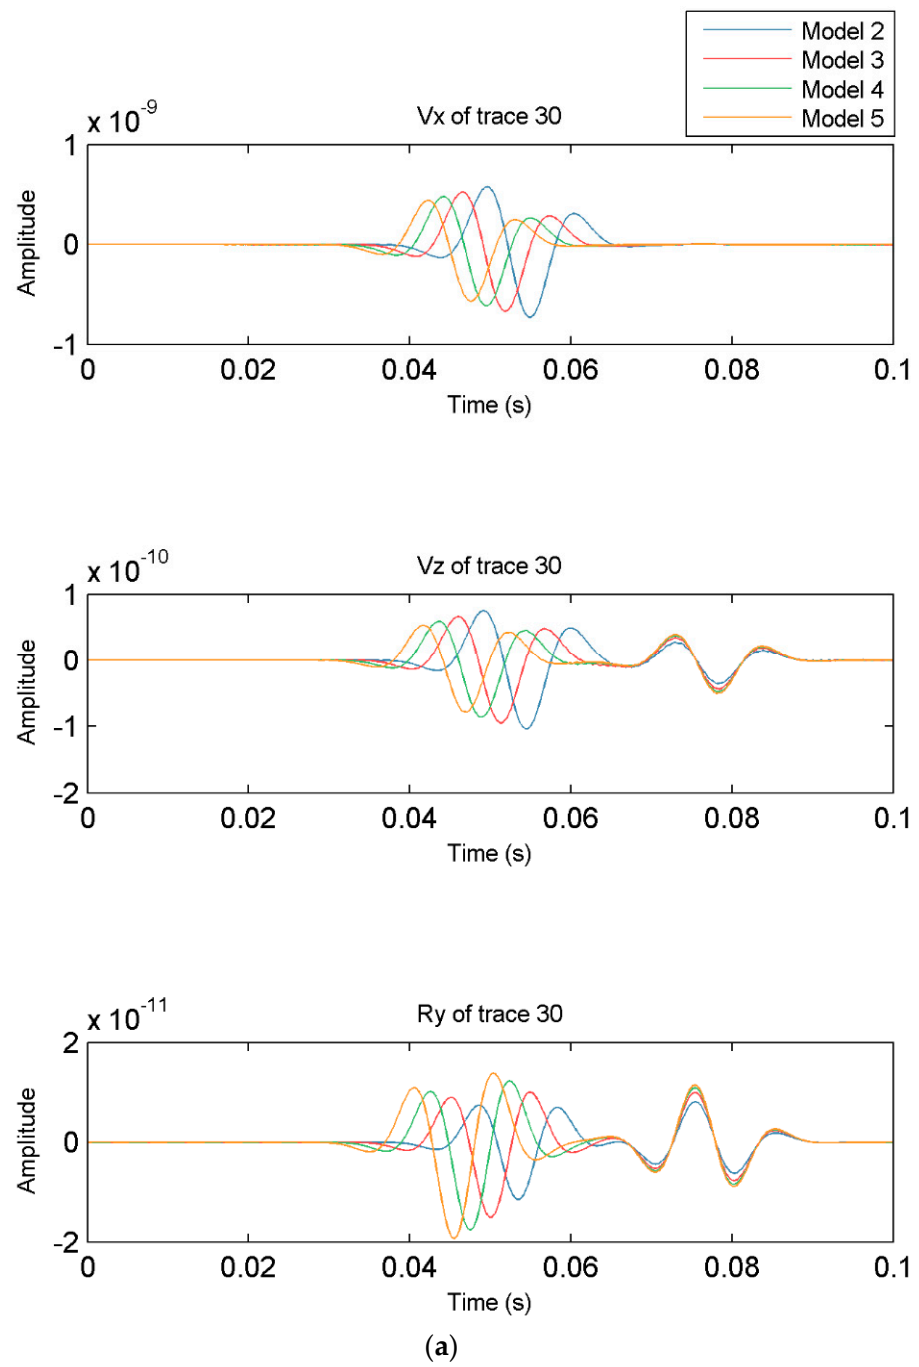 Model 2
Model 3
Model 4
Model 5
x 10^-9
Vx of trace 30
1
0
-1
Amplitude
0 0.02 0.04 0.06 0.08 0.1
Time (s)
x 10^-10
Vz of trace 30
1
0
-1
-2
Amplitude
0 0.02 0.04 0.06 0.08 0.1
Time (s)
x 10^-11
Ry of trace 30
2
0
-2
Amplitude
0 0.02 0.04 0.06 0.08 0.1
Time (s)
(a)